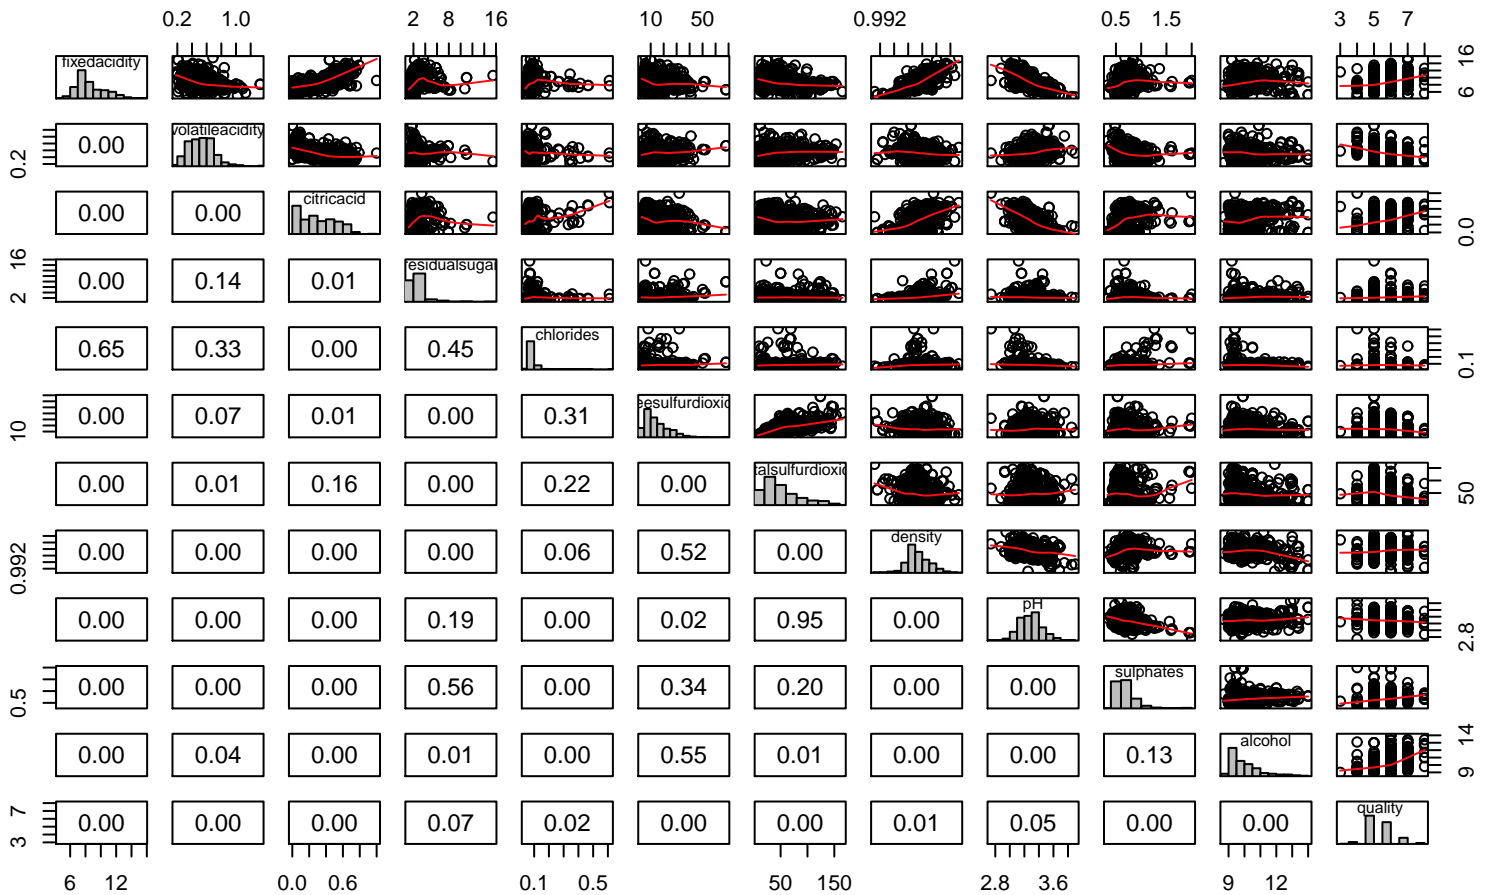 0.2 1.0 2 8 16 10 50 0.992 0.5 1.5 3 5 7
fixedacidity 16 6
0.2 0.00 volatileacidity
0.00 0.00 citricacid 0.0
16 2 0.00 0.14 0.01 residualsugar
0.65 0.33 0.00 0.45 chlorides 0.1
10 0.00 0.07 0.01 0.00 0.31 eesulfurdioxid
0.00 0.01 0.16 0.00 0.22 0.00 talsulfurdioxid 50
0.992 0.00 0.00 0.00 0.00 0.06 0.52 0.00 density
0.00 0.00 0.00 0.19 0.00 0.02 0.95 0.00 pH 2.8
0.5 0.00 0.00 0.00 0.56 0.00 0.34 0.20 0.00 0.00 sulphates
0.00 0.04 0.00 0.01 0.00 0.55 0.01 0.00 0.00 0.13 alcohol 14 9
7 3 0.00 0.00 0.00 0.07 0.02 0.00 0.00 0.01 0.05 0.00 0.00 quality
6 12 0.0 0.6 0.1 0.5 50 150 2.8 3.6 9 12